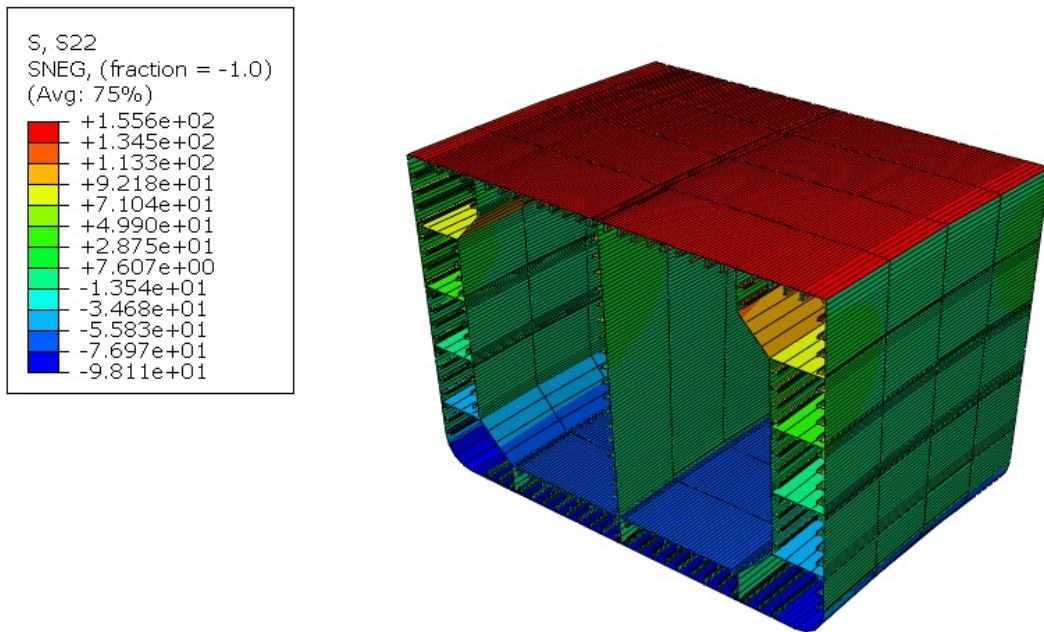 S, S22
SNEG, (fraction = -1.0)
(Avg: 75%)
+1.556e+02
+1.345e+02
+1.133e+02
+9.218e+01
+7.104e+01
+4.990e+01
+2.875e+01
+7.607e+00
-1.354e+01
-3.468e+01
-5.583e+01
-7.697e+01
-9.811e+01